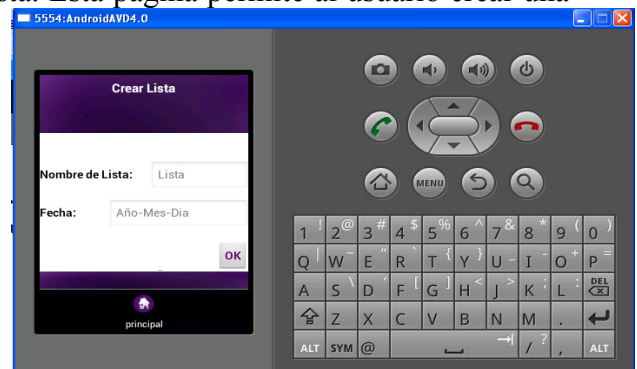 sta. Esta página permite al usuario crear una
5554:AndroidAVD4.0
Crear Lista
Nombre de Lista: Lista
Fecha: Año-Mes-Dia
OK
principal
MENU
1 ! 2 @ 3 # 4 $ 5 % 6 ^ 7 & 8 * 9 ( 0 )
Q | W ~ E " R ` T { Y } U _ I - O + P =
A S \ D ' F [ G ] H < J > K ; L : DEL
Z X C V B N M .
ALT SYM @ / ? , ALT